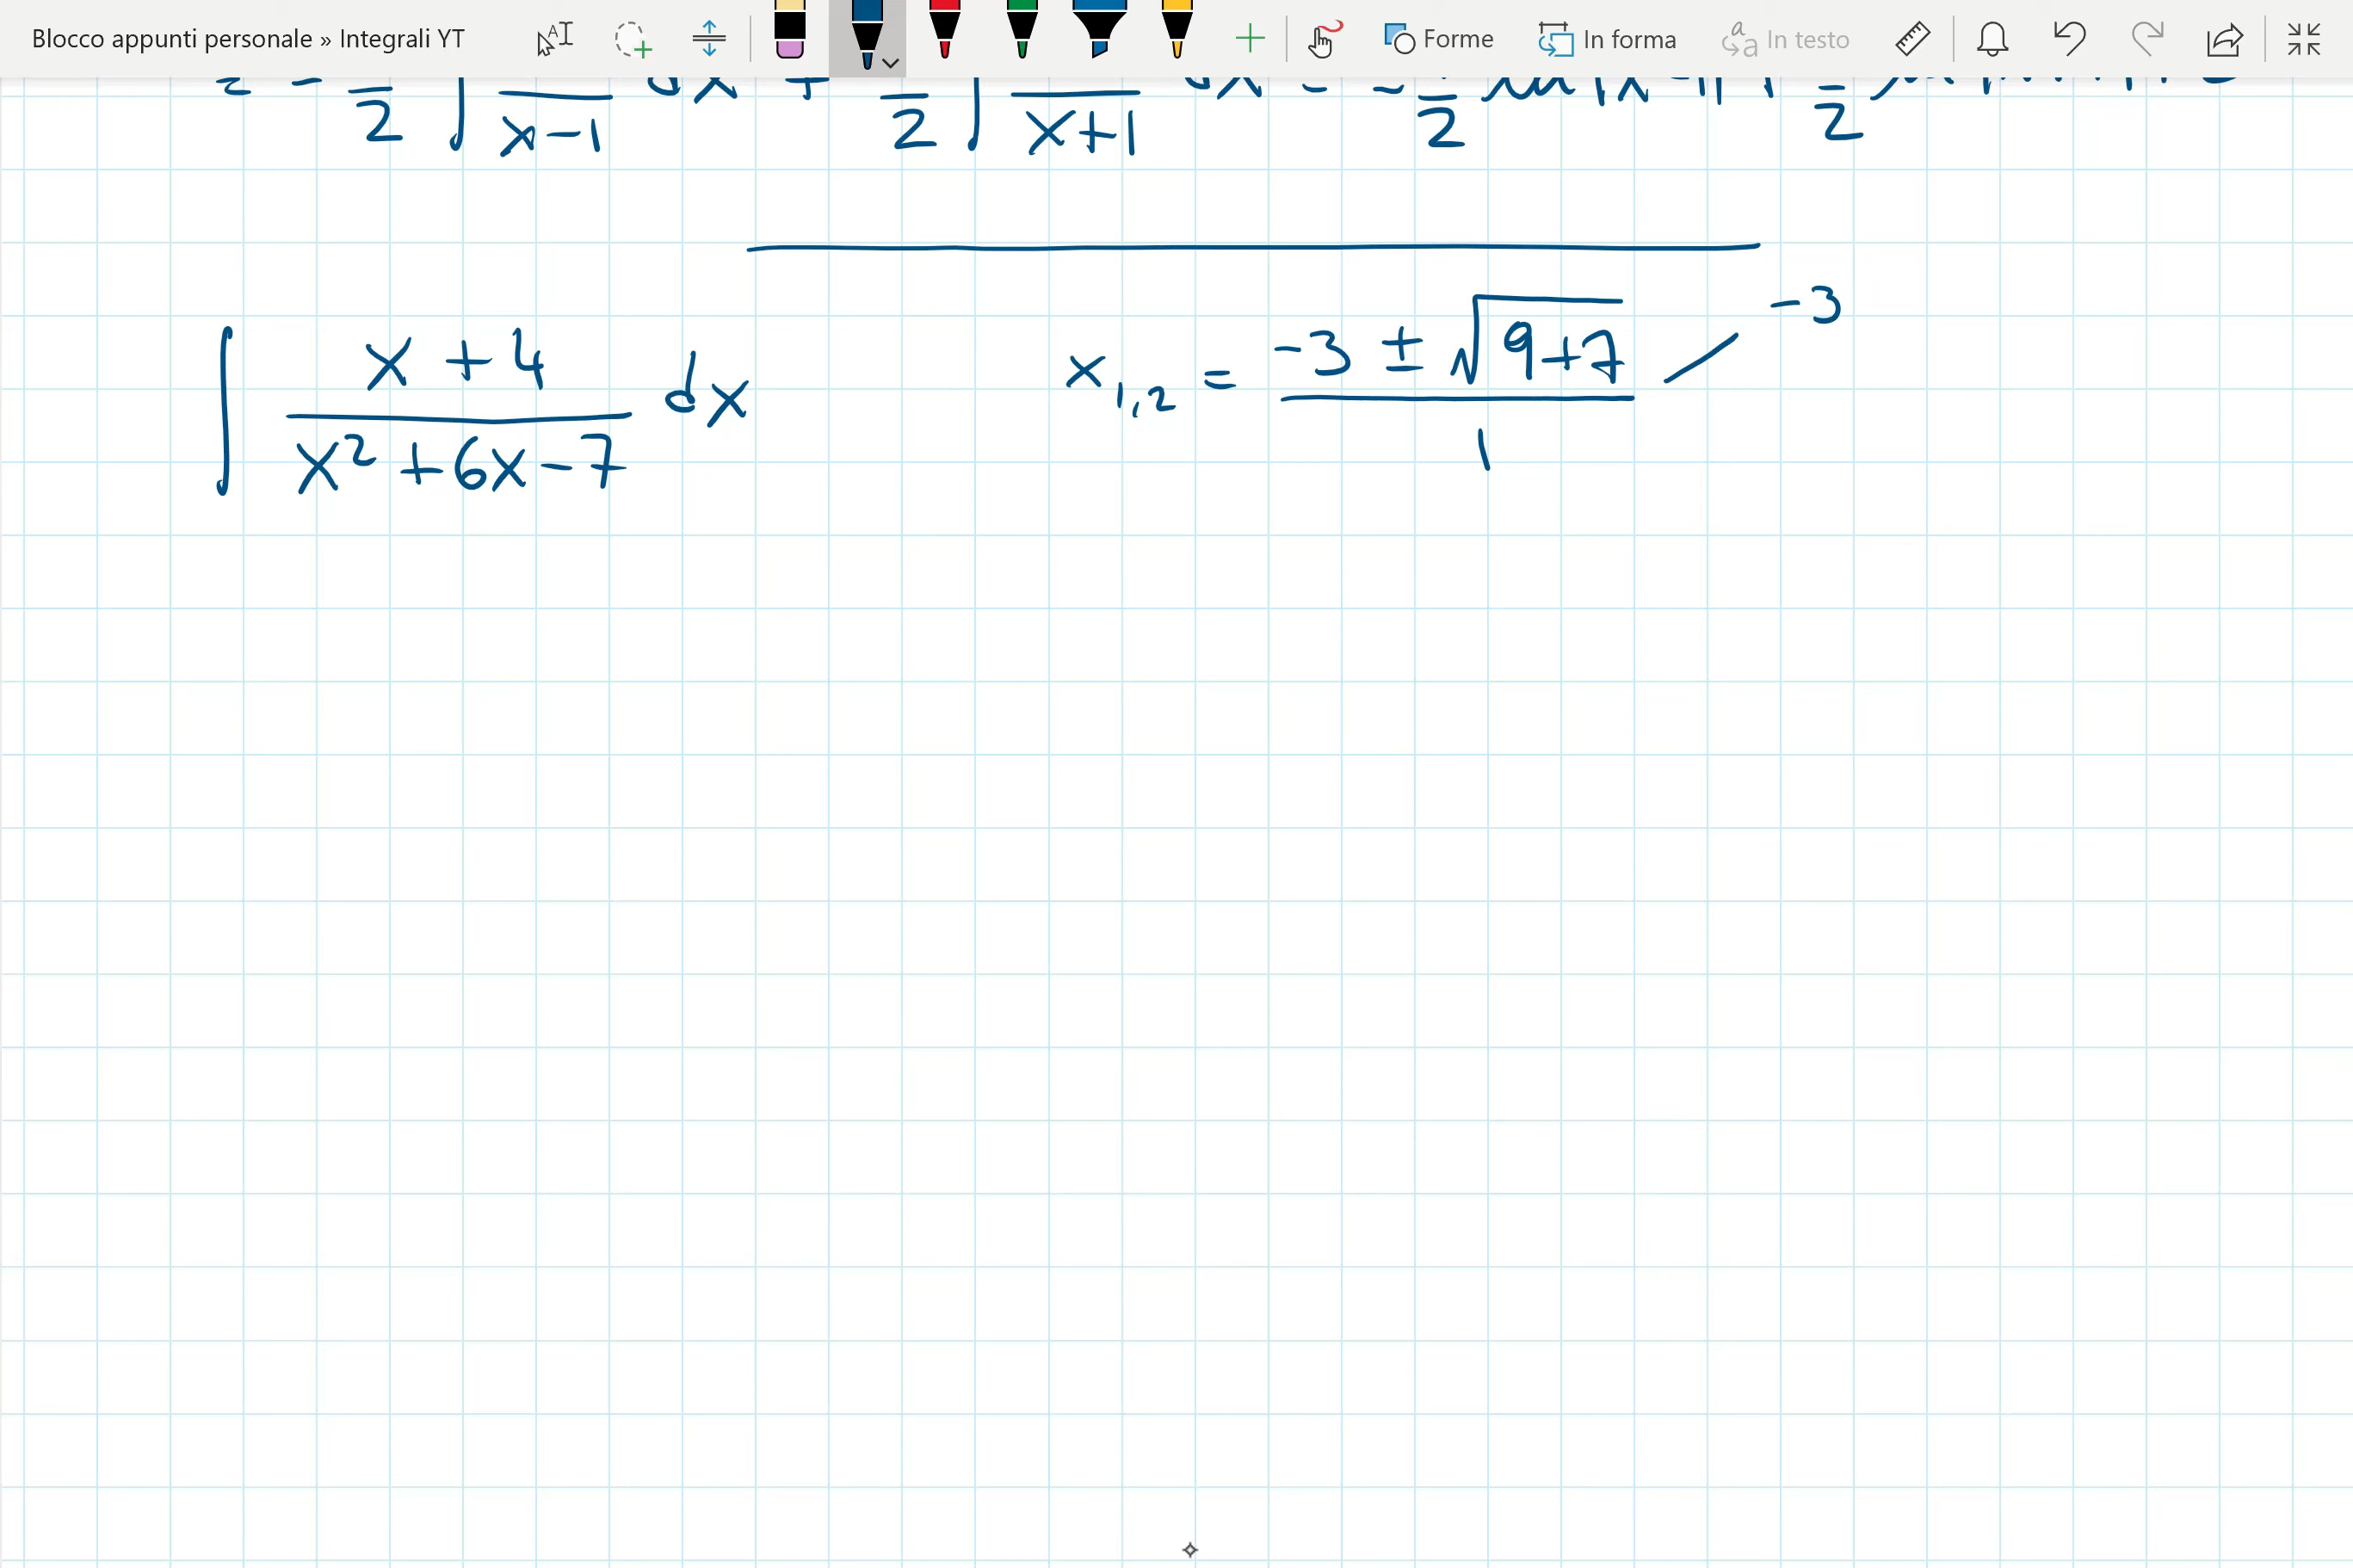 Blocco appunti personale » Integrali YT Forme In forma In testo
∫ (x + 4)/(x² + 6x − 7) dx x₁,₂ = (−3 ± √(9+7))/1 −3